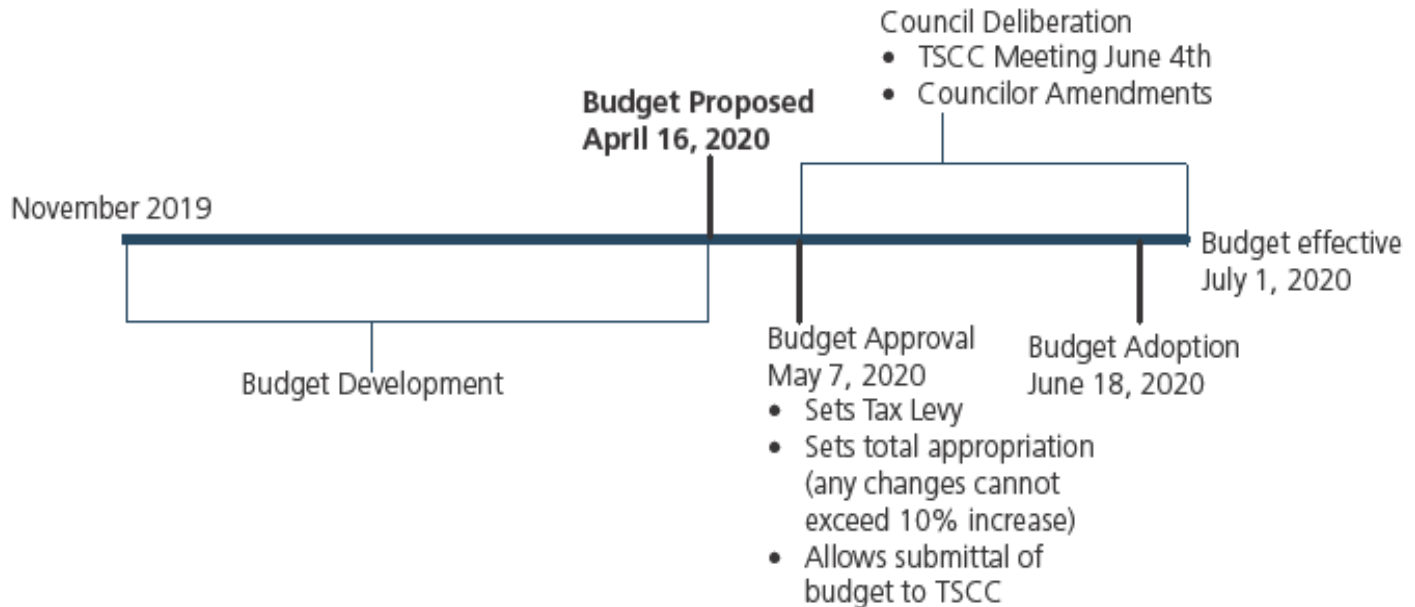 Council Deliberation
• TSCC Meeting June 4th
• Councilor Amendments
Budget Proposed
April 16, 2020
November 2019
Budget effective
July 1, 2020
Budget Development
Budget Approval
May 7, 2020
• Sets Tax Levy
• Sets total appropriation
(any changes cannot
exceed 10% increase)
• Allows submittal of
budget to TSCC
Budget Adoption
June 18, 2020